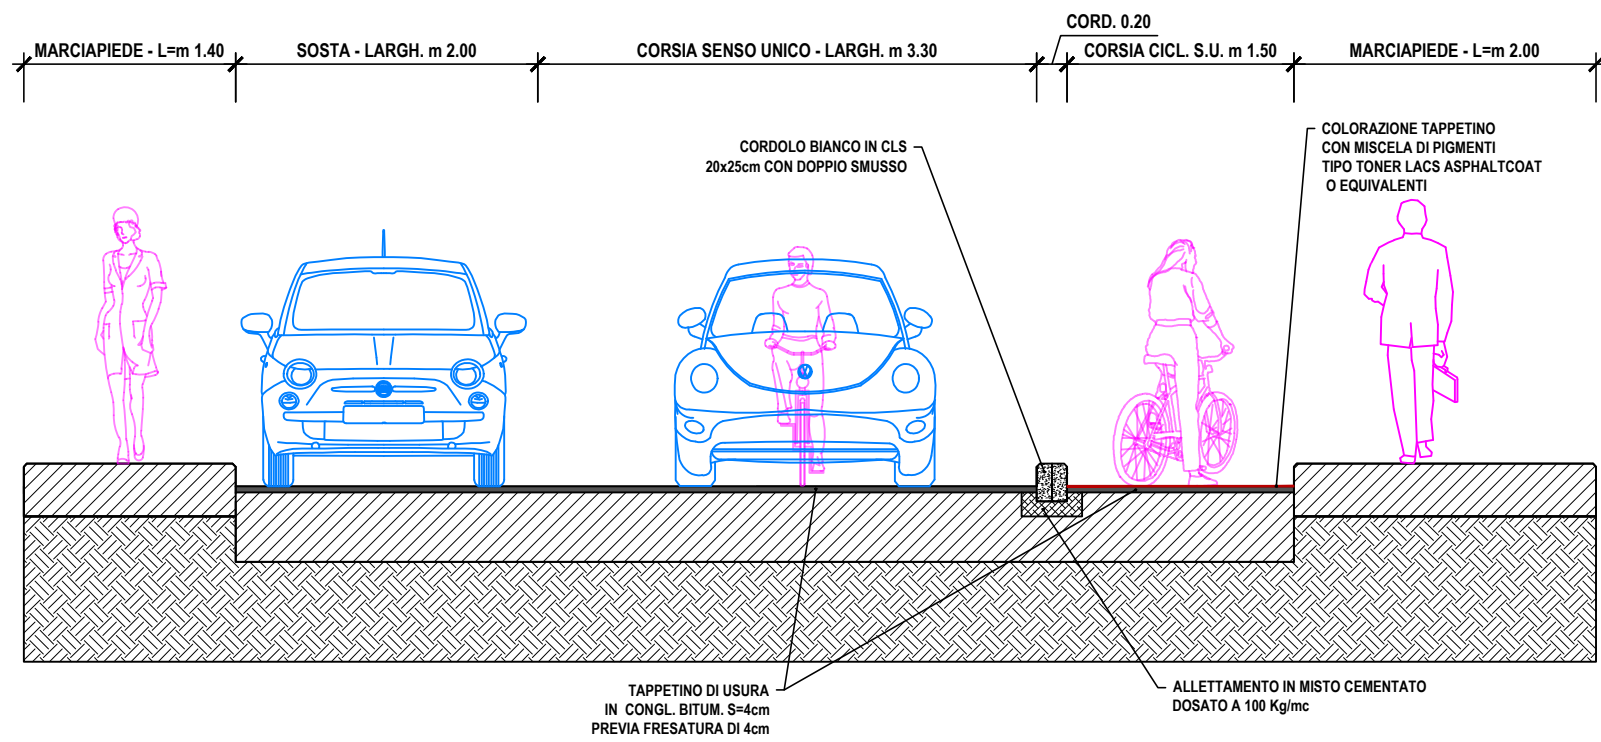 CORD. 0.20
MARCIAPIEDE - L=m 1.40
SOSTA - LARGH. m 2.00
CORSIA SENSO UNICO - LARGH. m 3.30
CORSIA CICL. S.U. m 1.50
MARCIAPIEDE - L=m 2.00
CORDOLO BIANCO IN CLS
20x25cm CON DOPPIO SMUSSO
COLORAZIONE TAPPETINO
CON MISCELA DI PIGMENTI
TIPO TONER LACS ASPHALTCOAT
O EQUIVALENTI
TAPPETINO DI USURA
IN CONGL. BITUM. S=4cm
PREVIA FRESATURA DI 4cm
ALLETTAMENTO IN MISTO CEMENTATO
DOSATO A 100 Kg/mc